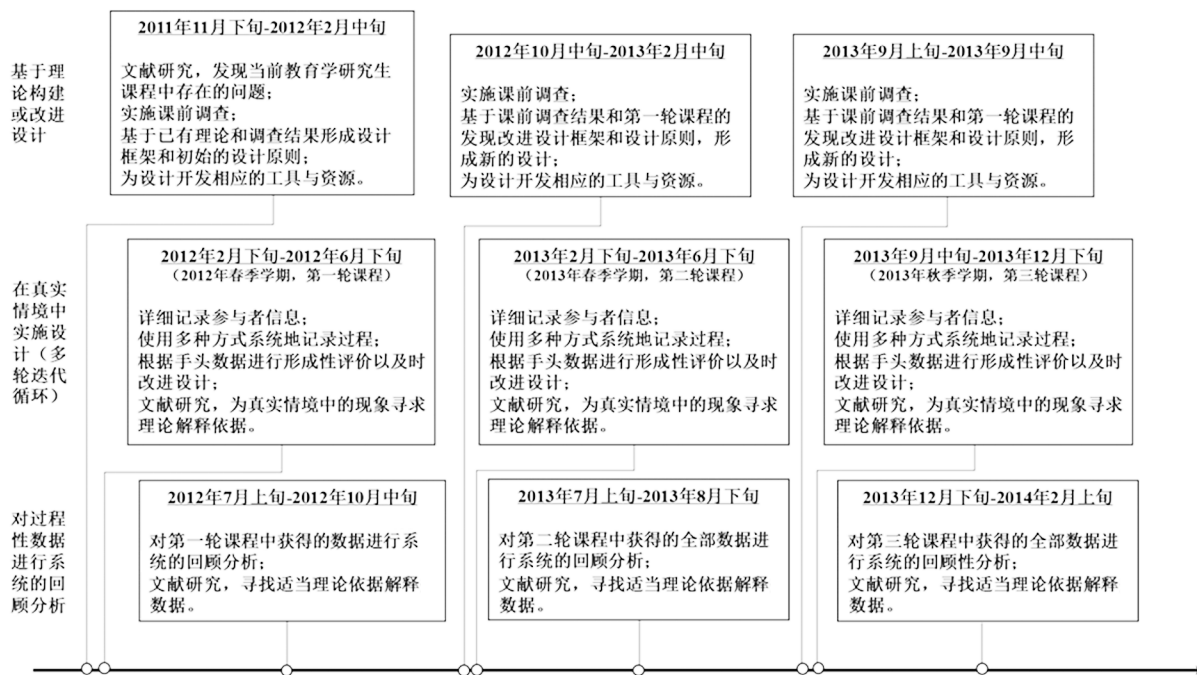 基于理
论构建
或改进
设计
2011年11月下旬-2012年2月中旬
文献研究，发现当前教育学研究生
课程中存在的问题；
实施课前调查；
基于已有理论和调查结果形成设计
框架和初始的设计原则；
为设计开发相应的工具与资源。
2012年10月中旬-2013年2月中旬
实施课前调查；
基于课前调查结果和第一轮课程的
发现改进设计框架和设计原则，形
成新的设计；
为设计开发相应的工具与资源。
2013年9月上旬-2013年9月中旬
实施课前调查；
基于课前调查结果和第一轮课程的
发现改进设计框架和设计原则，形
成新的设计；
为设计开发相应的工具与资源。
在真实
情境中
实施设
计（多
轮迭代
循环）
2012年2月下旬-2012年6月下旬
（2012年春季学期，第一轮课程）
详细记录参与者信息；
使用多种方式系统地记录过程；
根据手头数据进行形成性评价以及时
改进设计；
文献研究，为真实情境中的现象寻求
理论解释依据。
2013年2月下旬-2013年6月下旬
（2013年春季学期，第二轮课程）
详细记录参与者信息；
使用多种方式系统地记录过程；
根据手头数据进行形成性评价以及时
改进设计；
文献研究，为真实情境中的现象寻求
理论解释依据。
2013年9月中旬-2013年12月下旬
（2013年秋季学期，第三轮课程）
详细记录参与者信息；
使用多种方式系统地记录过程；
根据手头数据进行形成性评价以及时
改进设计；
文献研究，为真实情境中的现象寻求
理论解释依据。
对过程
性数据
进行系
统的回
顾分析
2012年7月上旬-2012年10月中旬
对第一轮课程中获得的数据进行系
统的回顾分析；
文献研究，寻找适当理论依据解释
数据。
2013年7月上旬-2013年8月下旬
对第二轮课程中获得的全部数据进
行系统的回顾分析；
文献研究，寻找适当理论依据解释
数据。
2013年12月下旬-2014年2月上旬
对第三轮课程中获得的全部数据进
行系统的回顾性分析；
文献研究，寻找适当理论依据解释
数据。